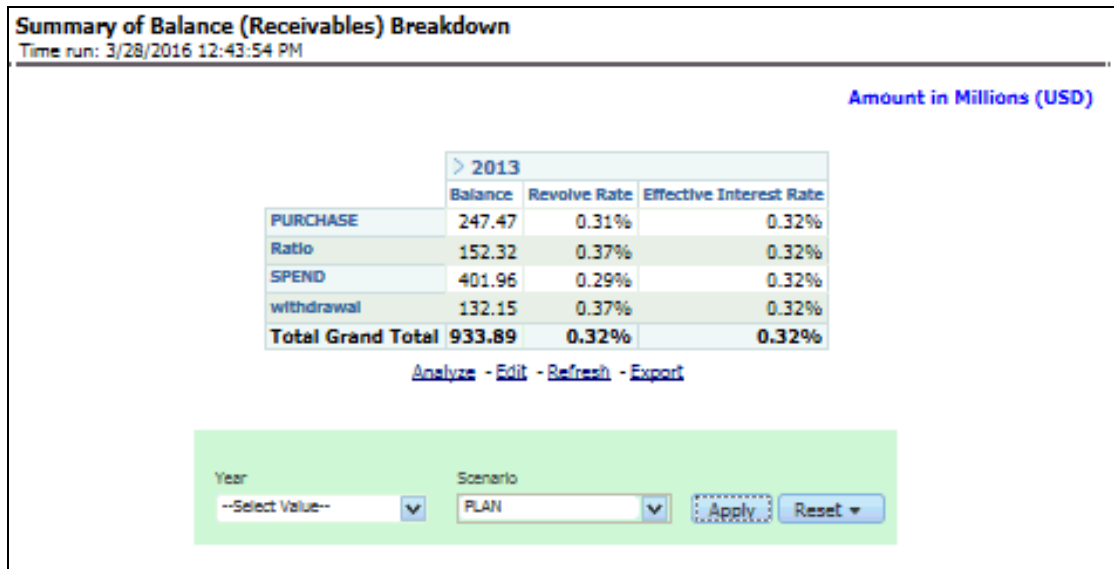 Summary of Balance (Receivables) Breakdown
Time run: 3/28/2016 12:43:54 PM
Amount in Millions (USD)
> 2013
Balance Revolve Rate Effective Interest Rate
PURCHASE 247.47 0.31% 0.32%
Ratio 152.32 0.37% 0.32%
SPEND 401.96 0.29% 0.32%
withdrawal 132.15 0.37% 0.32%
Total Grand Total 933.89 0.32% 0.32%
Analyze - Edit - Refresh - Export
Year Scenario
--Select Value-- PLAN Apply Reset